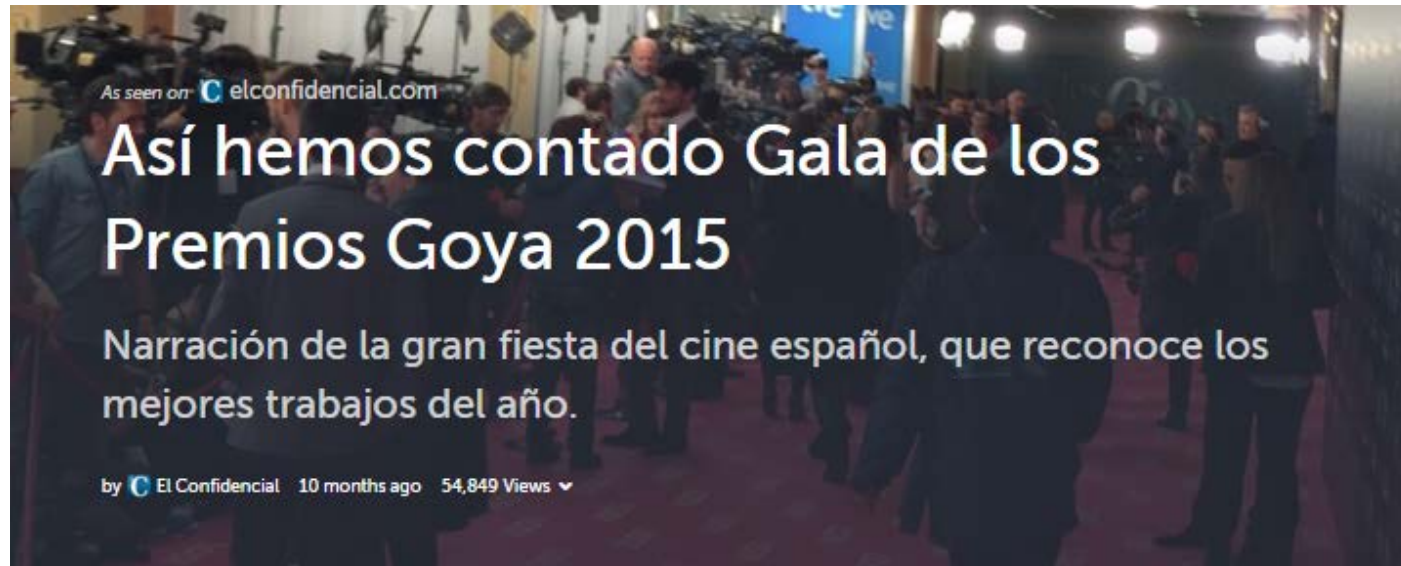 As seen on C elconfidencial.com
Así hemos contado Gala de los
Premios Goya 2015
Narración de la gran fiesta del cine español, que reconoce los
mejores trabajos del año.
by C El Confidencial 10 months ago 54,849 Views